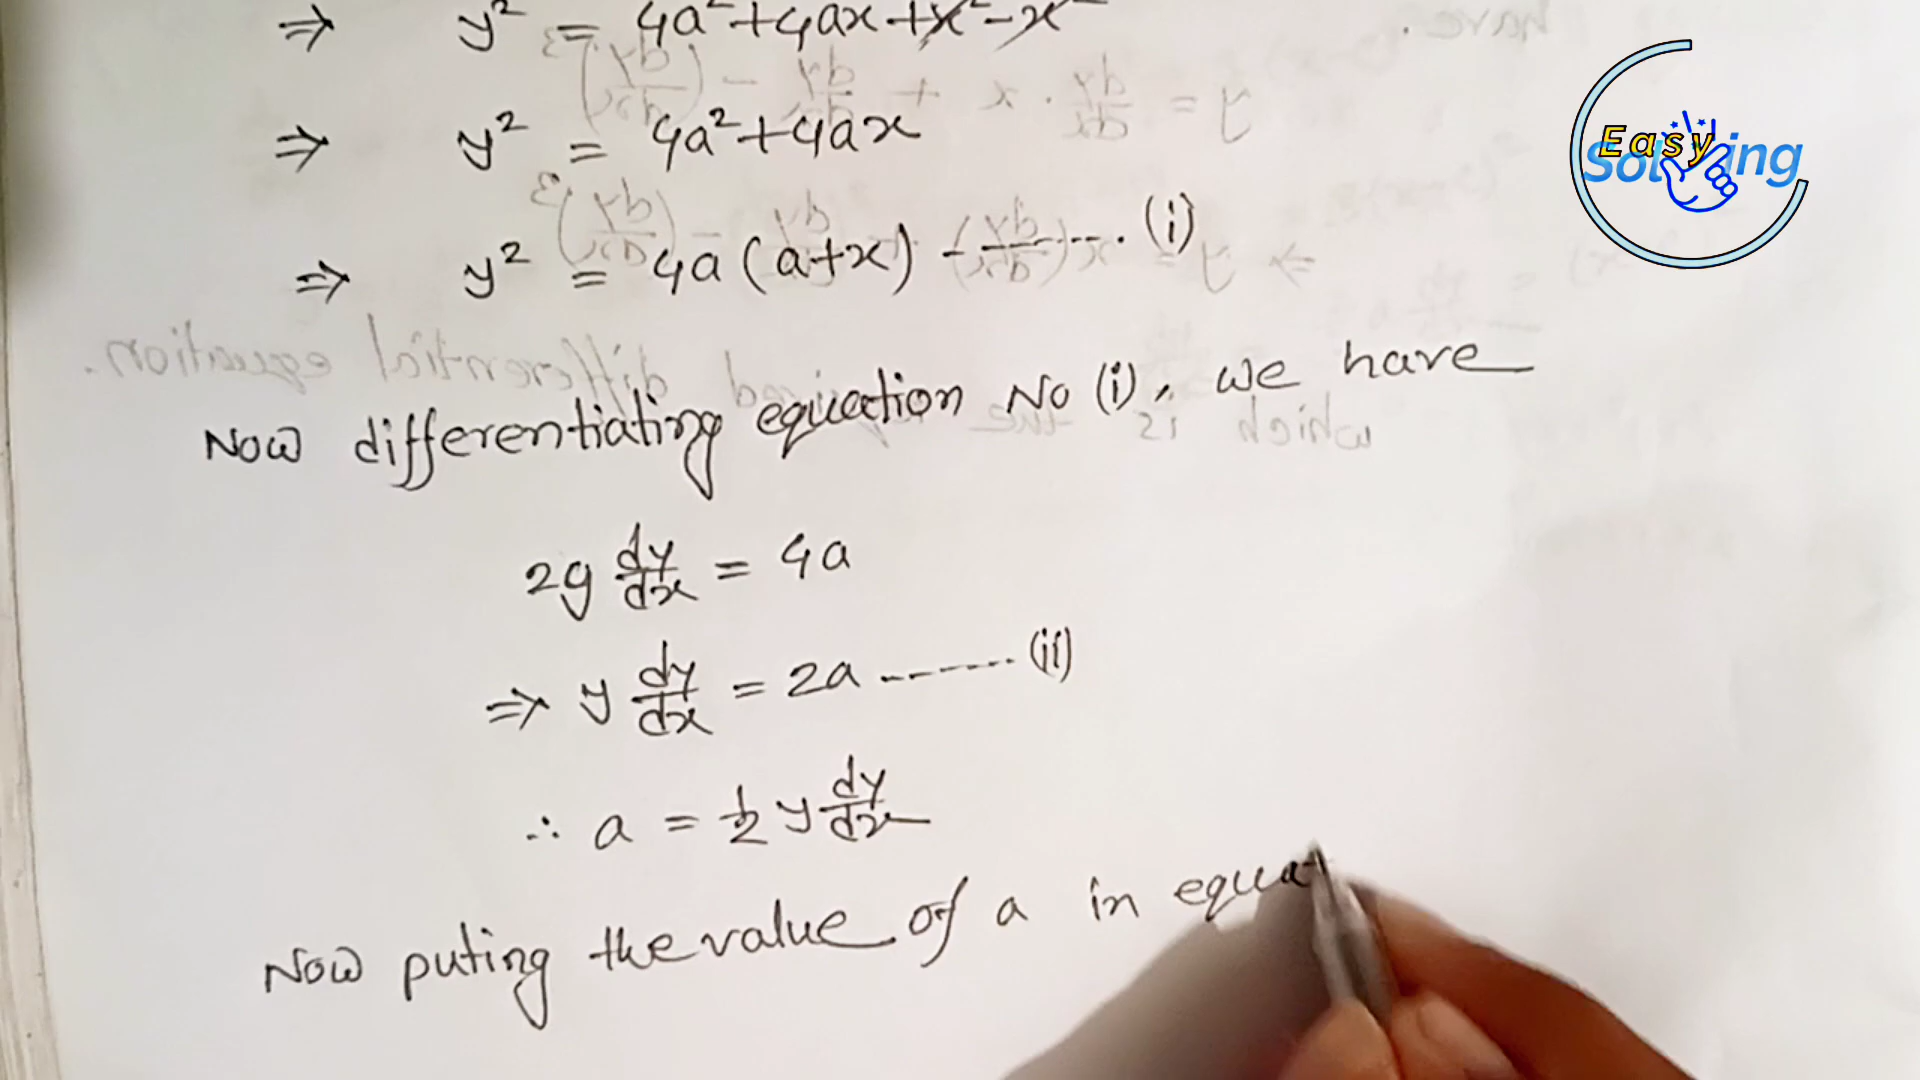 ⇒ y² = 4a² + 4ax + x² - x²
⇒ y² = 4a² + 4ax
⇒ y² = 4a (a+x) - - - - - - - (i)
Now differentiating equation No (i), we have
2y dy/dx = 4a
⇒ y dy/dx = 2a ------- (ii)
∴ a = 1/2 y dy/dx
Now puting the value of a in equat
Easy
Solving